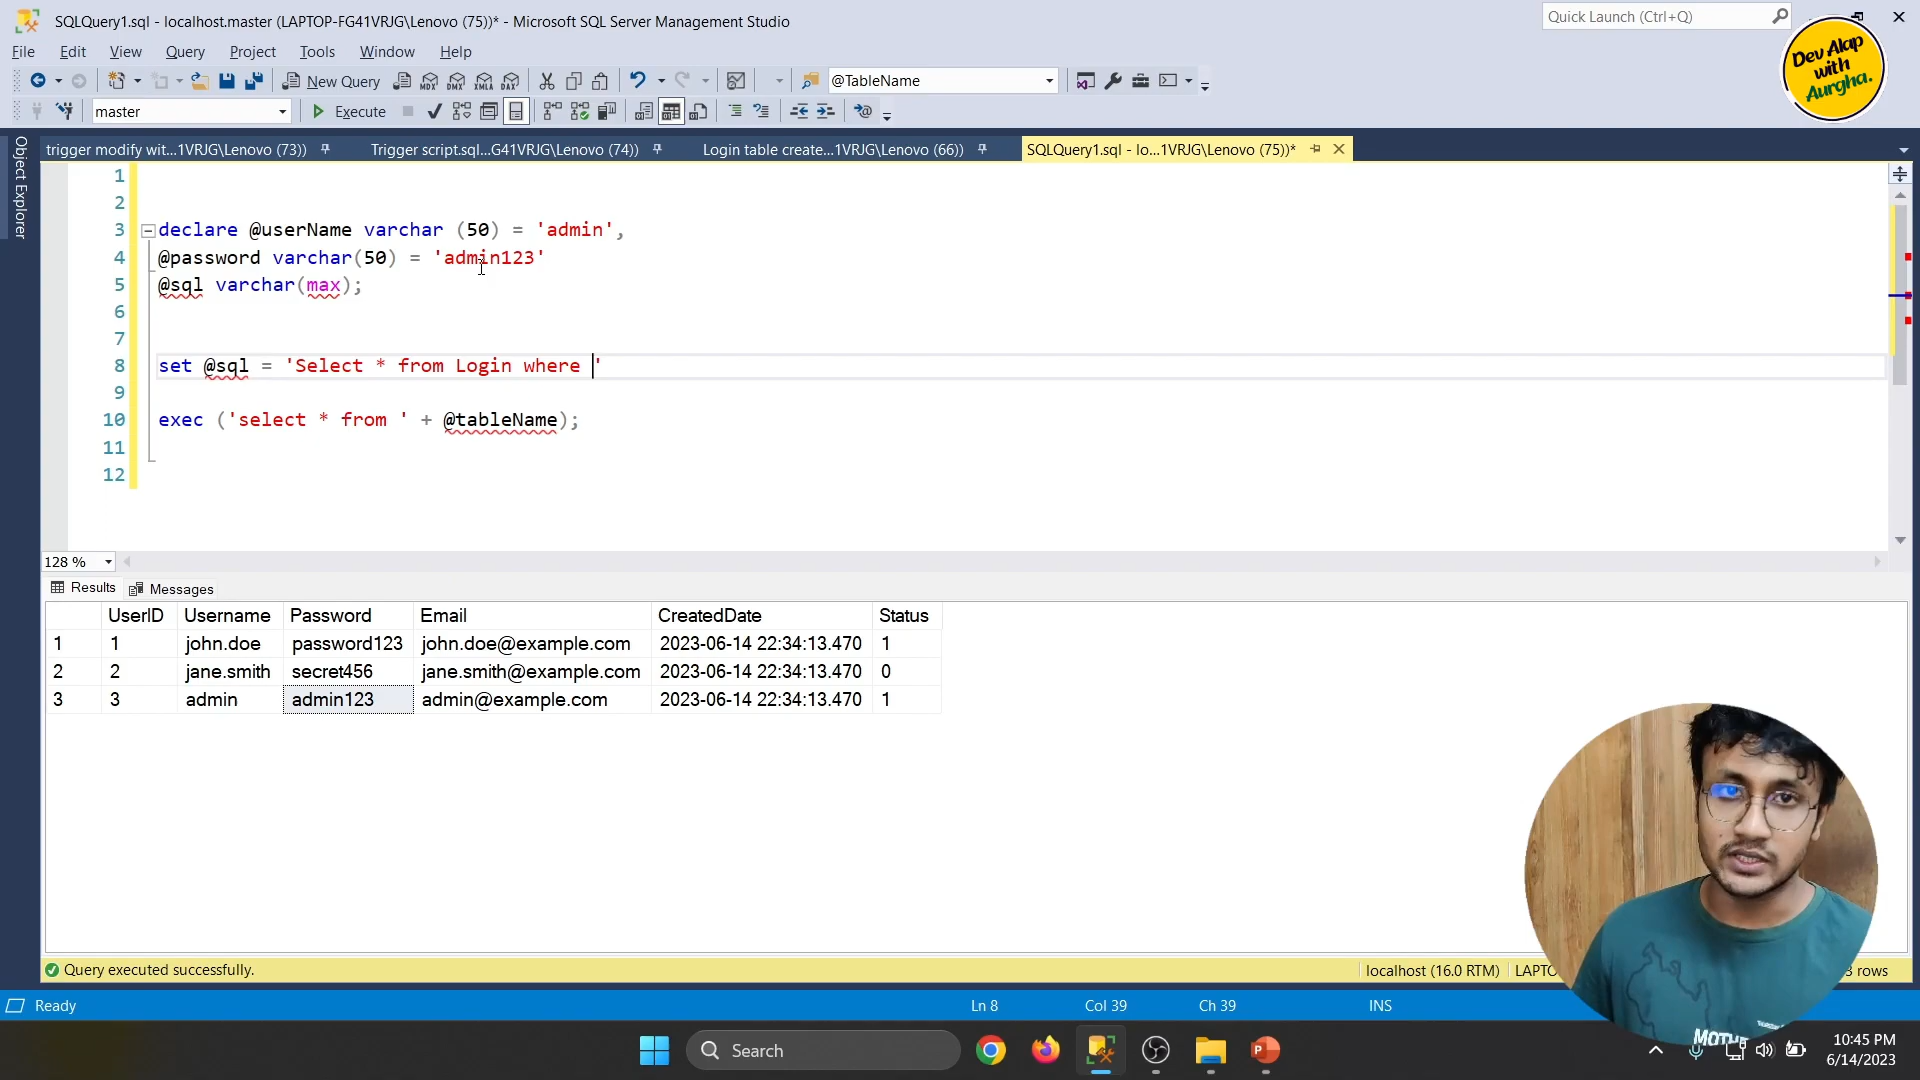 SQLQuery1.sql - localhost.master (LAPTOP-FG41VRJG\Lenovo (75))* - Microsoft SQL Server Management Studio
Quick Launch (Ctrl+Q)
Dev Alap
with
Aurgha.
File Edit View Query Project Tools Window Help
New Query MDX DMX XMLA DAX @TableName
master Execute
Object Explorer
trigger modify wit...1VRJG\Lenovo (73)) Trigger script.sql...G41VRJG\Lenovo (74)) Login table create...1VRJG\Lenovo (66)) SQLQuery1.sql - lo...1VRJG\Lenovo (75))*
1
2
3 declare @userName varchar (50) = 'admin',
4 @password varchar(50) = 'admin123'
5 @sql varchar(max);
6
7
8 set @sql = 'Select * from Login where '
9
10 exec ('select * from ' + @tableName);
11
12
128 %
Results Messages
UserID Username Password Email CreatedDate Status
1 1 john.doe password123 john.doe@example.com 2023-06-14 22:34:13.470 1
2 2 jane.smith secret456 jane.smith@example.com 2023-06-14 22:34:13.470 0
3 3 admin admin123 admin@example.com 2023-06-14 22:34:13.470 1
Query executed successfully. localhost (16.0 RTM) LAPTO 3 rows
Ready Ln 8 Col 39 Ch 39 INS
Search
10:45 PM
6/14/2023